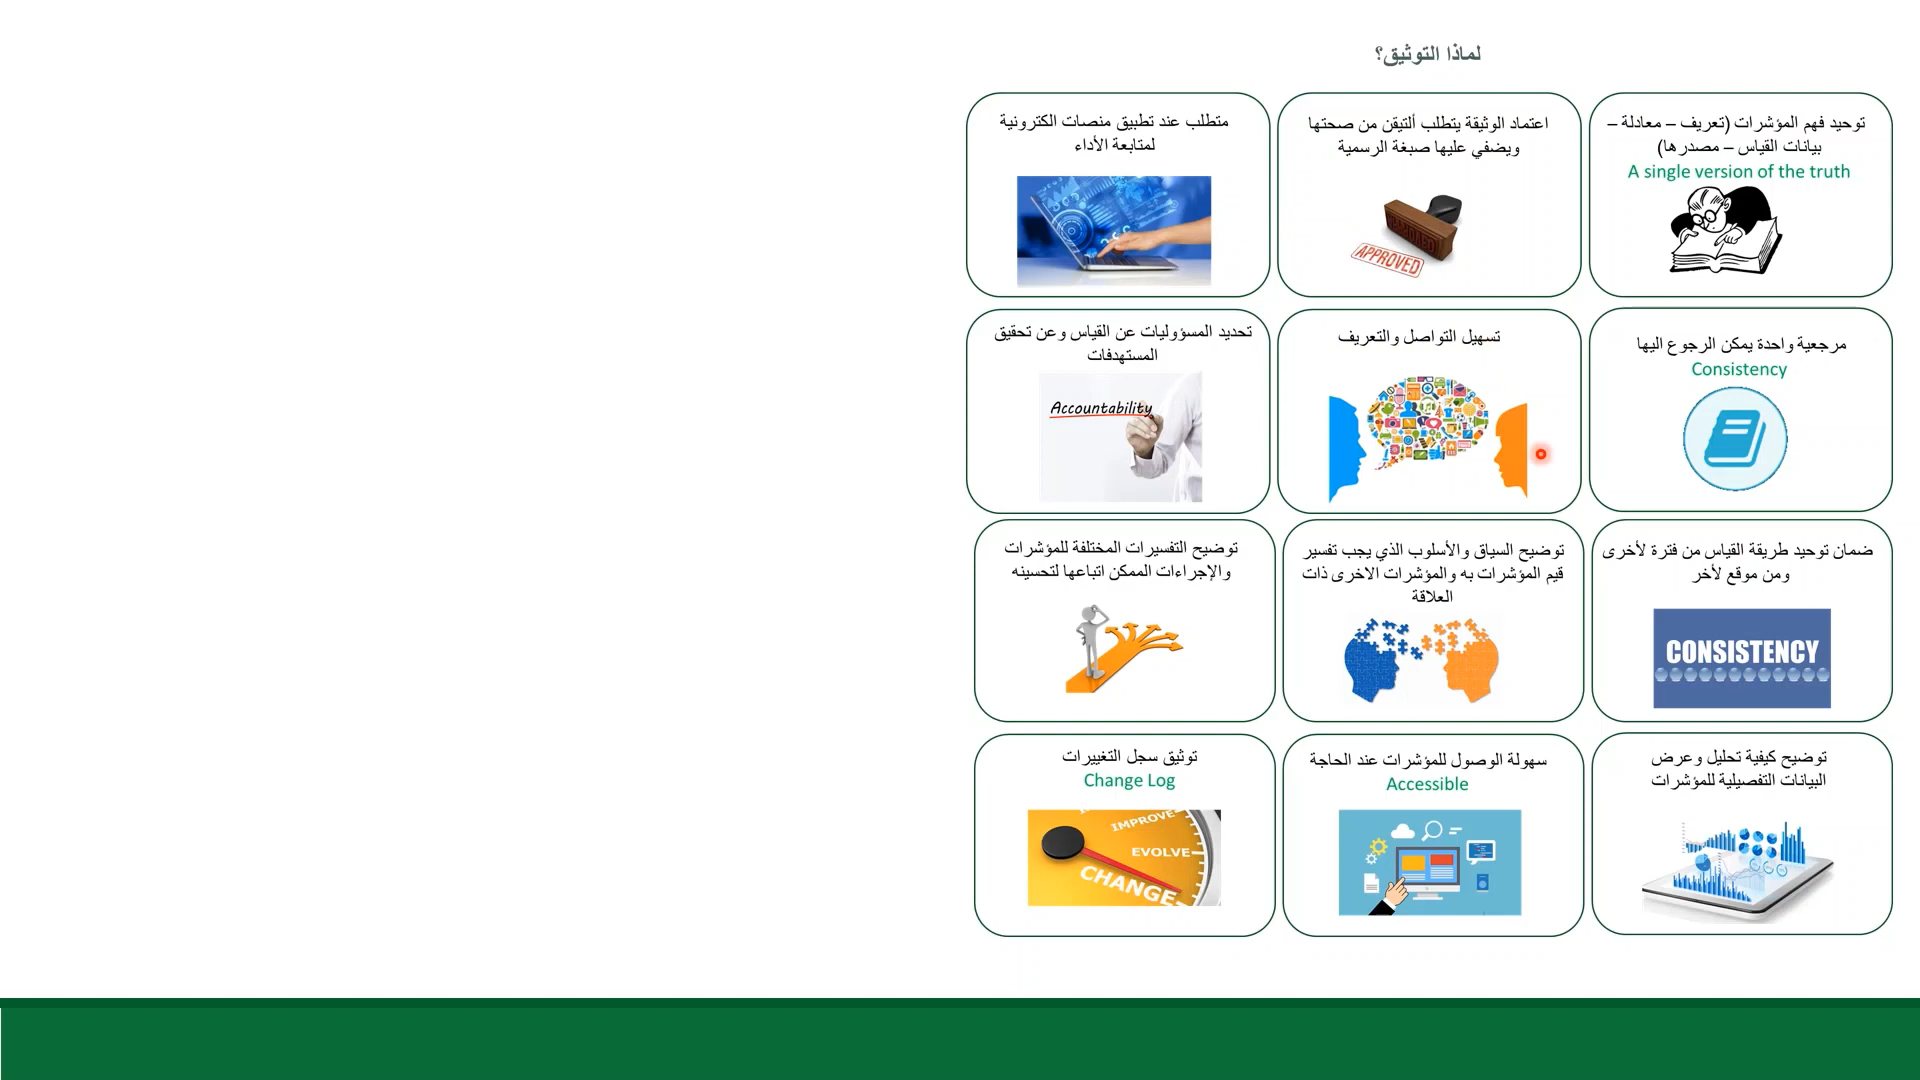 لماذا التوثيق؟
توحيد فهم المؤشرات (تعريف – معادلة –
بيانات القياس – مصدرها)
A single version of the truth
اعتماد الوثيقة يتطلب ألتيقن من صحتها
ويضفي عليها صبغة الرسمية
APPROVED
متطلب عند تطبيق منصات الكترونية
لمتابعة الأداء
مرجعية واحدة يمكن الرجوع اليها
Consistency
تسهيل التواصل والتعريف
تحديد المسؤوليات عن القياس وعن تحقيق
المستهدفات
Accountability
ضمان توحيد طريقة القياس من فترة لأخرى
ومن موقع لأخر
CONSISTENCY
توضيح السياق والأسلوب الذي يجب تفسير
قيم المؤشرات به والمؤشرات الاخرى ذات
العلاقة
توضيح التفسيرات المختلفة للمؤشرات
والإجراءات الممكن اتباعها لتحسينه
توضيح كيفية تحليل وعرض
البيانات التفصيلية للمؤشرات
سهولة الوصول للمؤشرات عند الحاجة
Accessible
توثيق سجل التغييرات
Change Log
IMPROVE
EVOLVE
CHANGE